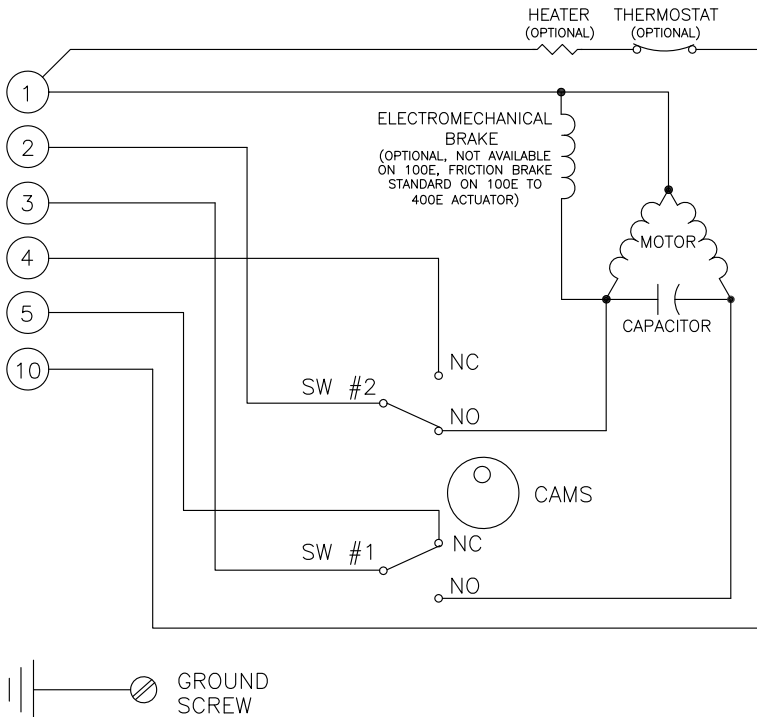 HEATER
(OPTIONAL)
THERMOSTAT
(OPTIONAL)
1
2
3
4
5
10
ELECTROMECHANICAL
BRAKE
(OPTIONAL, NOT AVAILABLE
ON 100E, FRICTION BRAKE
STANDARD ON 100E TO
400E ACTUATOR)
MOTOR
CAPACITOR
NC
SW #2
NO
CAMS
NC
SW #1
NO
GROUND
SCREW